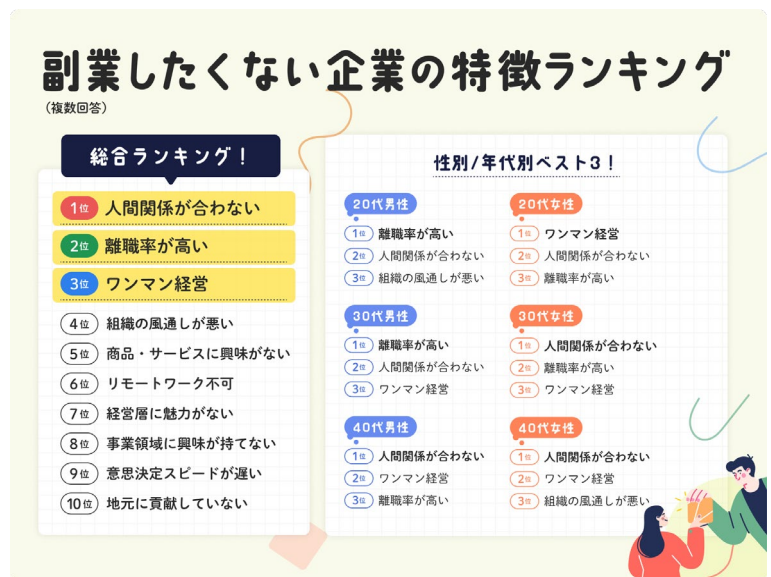 副業したくない企業の特徴ランキング
（複数回答）
総合ランキング！
1位 人間関係が合わない
2位 離職率が高い
3位 ワンマン経営
4位 組織の風通しが悪い
5位 商品・サービスに興味がない
6位 リモートワーク不可
7位 経営層に魅力がない
8位 事業領域に興味が持てない
9位 意思決定スピードが遅い
10位 地元に貢献していない
性別/年代別ベスト3！
20代男性
1位 離職率が高い
2位 人間関係が合わない
3位 組織の風通しが悪い
20代女性
1位 ワンマン経営
2位 人間関係が合わない
3位 離職率が高い
30代男性
1位 離職率が高い
2位 人間関係が合わない
3位 ワンマン経営
30代女性
1位 人間関係が合わない
2位 離職率が高い
3位 ワンマン経営
40代男性
1位 人間関係が合わない
2位 ワンマン経営
3位 離職率が高い
40代女性
1位 人間関係が合わない
2位 ワンマン経営
3位 組織の風通しが悪い